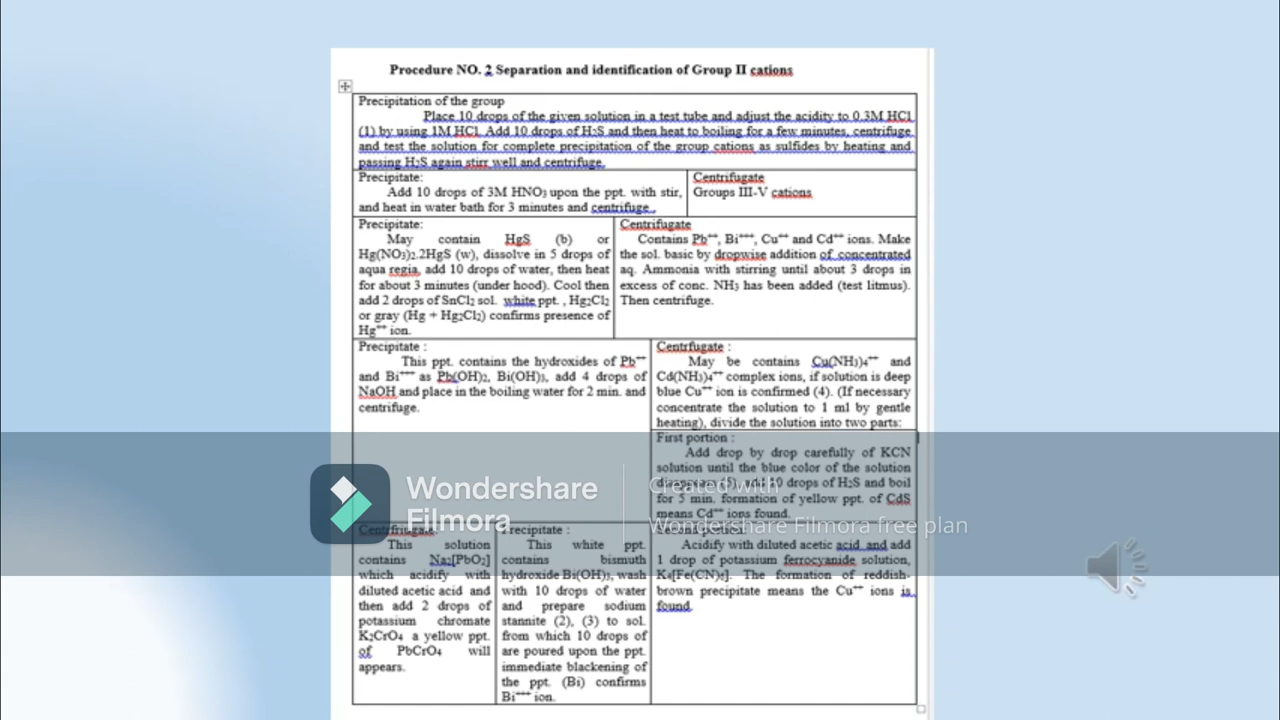 Procedure NO. 2 Separation and identification of Group II cations
Precipitation of the group
Place 10 drops of the given solution in a test tube and adjust the acidity to 0.3M HCl
(1) by using 1M HCl. Add 10 drops of H2S and then heat to boiling for a few minutes, centrifuge
and test the solution for complete precipitation of the group cations as sulfides by heating and
passing H2S again stirr well and centrifuge.
Precipitate:
Add 10 drops of 3M HNO3 upon the ppt. with stir,
and heat in water bath for 3 minutes and centrifuge..
Centrifugate
Groups III-V cations
Precipitate:
May contain HgS (b) or
Hg(NO3)2.2HgS (w), dissolve in 5 drops of
aqua regia, add 10 drops of water, then heat
for about 3 minutes (under hood). Cool then
add 2 drops of SnCl2 sol. white ppt. , Hg2Cl2
or gray (Hg + Hg2Cl2) confirms presence of
Hg++ ion.
Centrifugate
Contains Pb++, Bi+++, Cu++ and Cd++ ions. Make
the sol. basic by dropwise addition of concentrated
aq. Ammonia with stirring until about 3 drops in
excess of conc. NH3 has been added (test litmus).
Then centrifuge.
Precipitate :
This ppt. contains the hydroxides of Pb++
and Bi+++ as Pb(OH)2, Bi(OH)3, add 4 drops of
NaOH and place in the boiling water for 2 min. and
centrifuge.
Centrfugate :
May be contains Cu(NH3)4++ and
Cd(NH3)4++ complex ions, if solution is deep
blue Cu++ ion is confirmed (4). (If necessary
concentrate the solution to 1 ml by gentle
heating), divide the solution into two parts:
First portion :
Add drop by drop carefully of KCN
solution until the blue color of the solution
(5), add 10 drops of H2S and boil
for 5 min. formation of yellow ppt. of CdS
means Cd++ ions found.
Wondershare
Filmora
Created with
Wondershare Filmora free plan
This solution
contains Na2[PbO2]
which acidify with
diluted acetic acid and
then add 2 drops of
potassium chromate
K2CrO4 a yellow ppt.
of PbCrO4 will
appears.
This white ppt.
contains bismuth
hydroxide Bi(OH)3, wash
with 10 drops of water
and prepare sodium
stannite (2), (3) to sol.
from which 10 drops of
are poured upon the ppt.
immediate blackening of
the ppt. (Bi) confirms
Bi+++ ion.
Acidify with diluted acetic acid and add
1 drop of potassium ferrocyanide solution,
The formation of reddish-
brown precipitate means the Cu++ ions is
found.